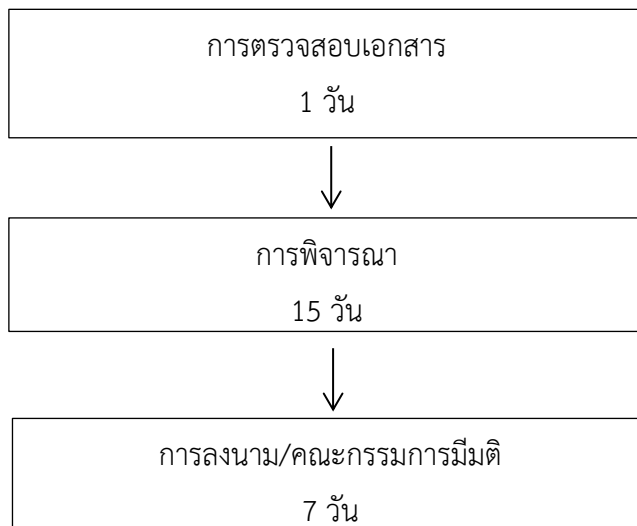 การตรวจสอบเอกสาร
1 วัน
การพิจารณา
15 วัน
การลงนาม/คณะกรรมการมีมติ
7 วัน